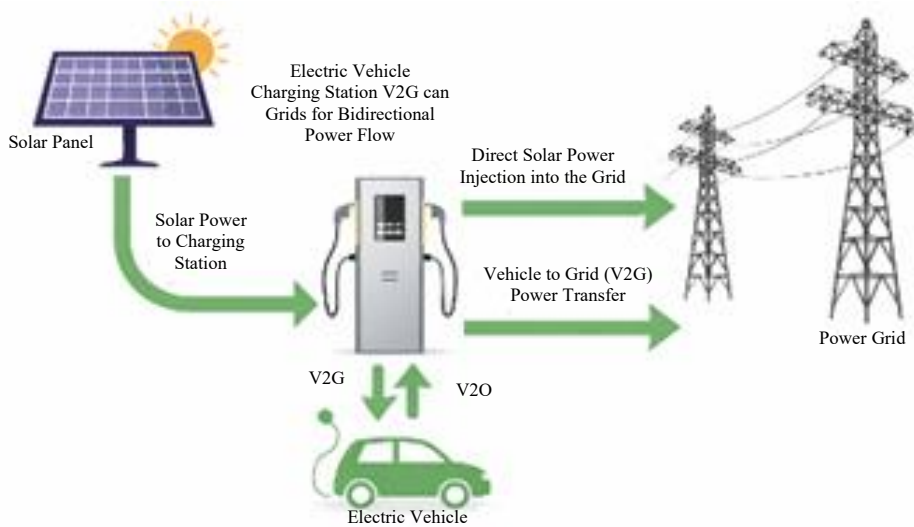 Electric Vehicle
Charging Station V2G can
Grids for Bidirectional
Power Flow
Solar Panel
Direct Solar Power
Injection into the Grid
Solar Power
to Charging
Station
Vehicle to Grid (V2G)
Power Transfer
Power Grid
V2G
V2O
Electric Vehicle